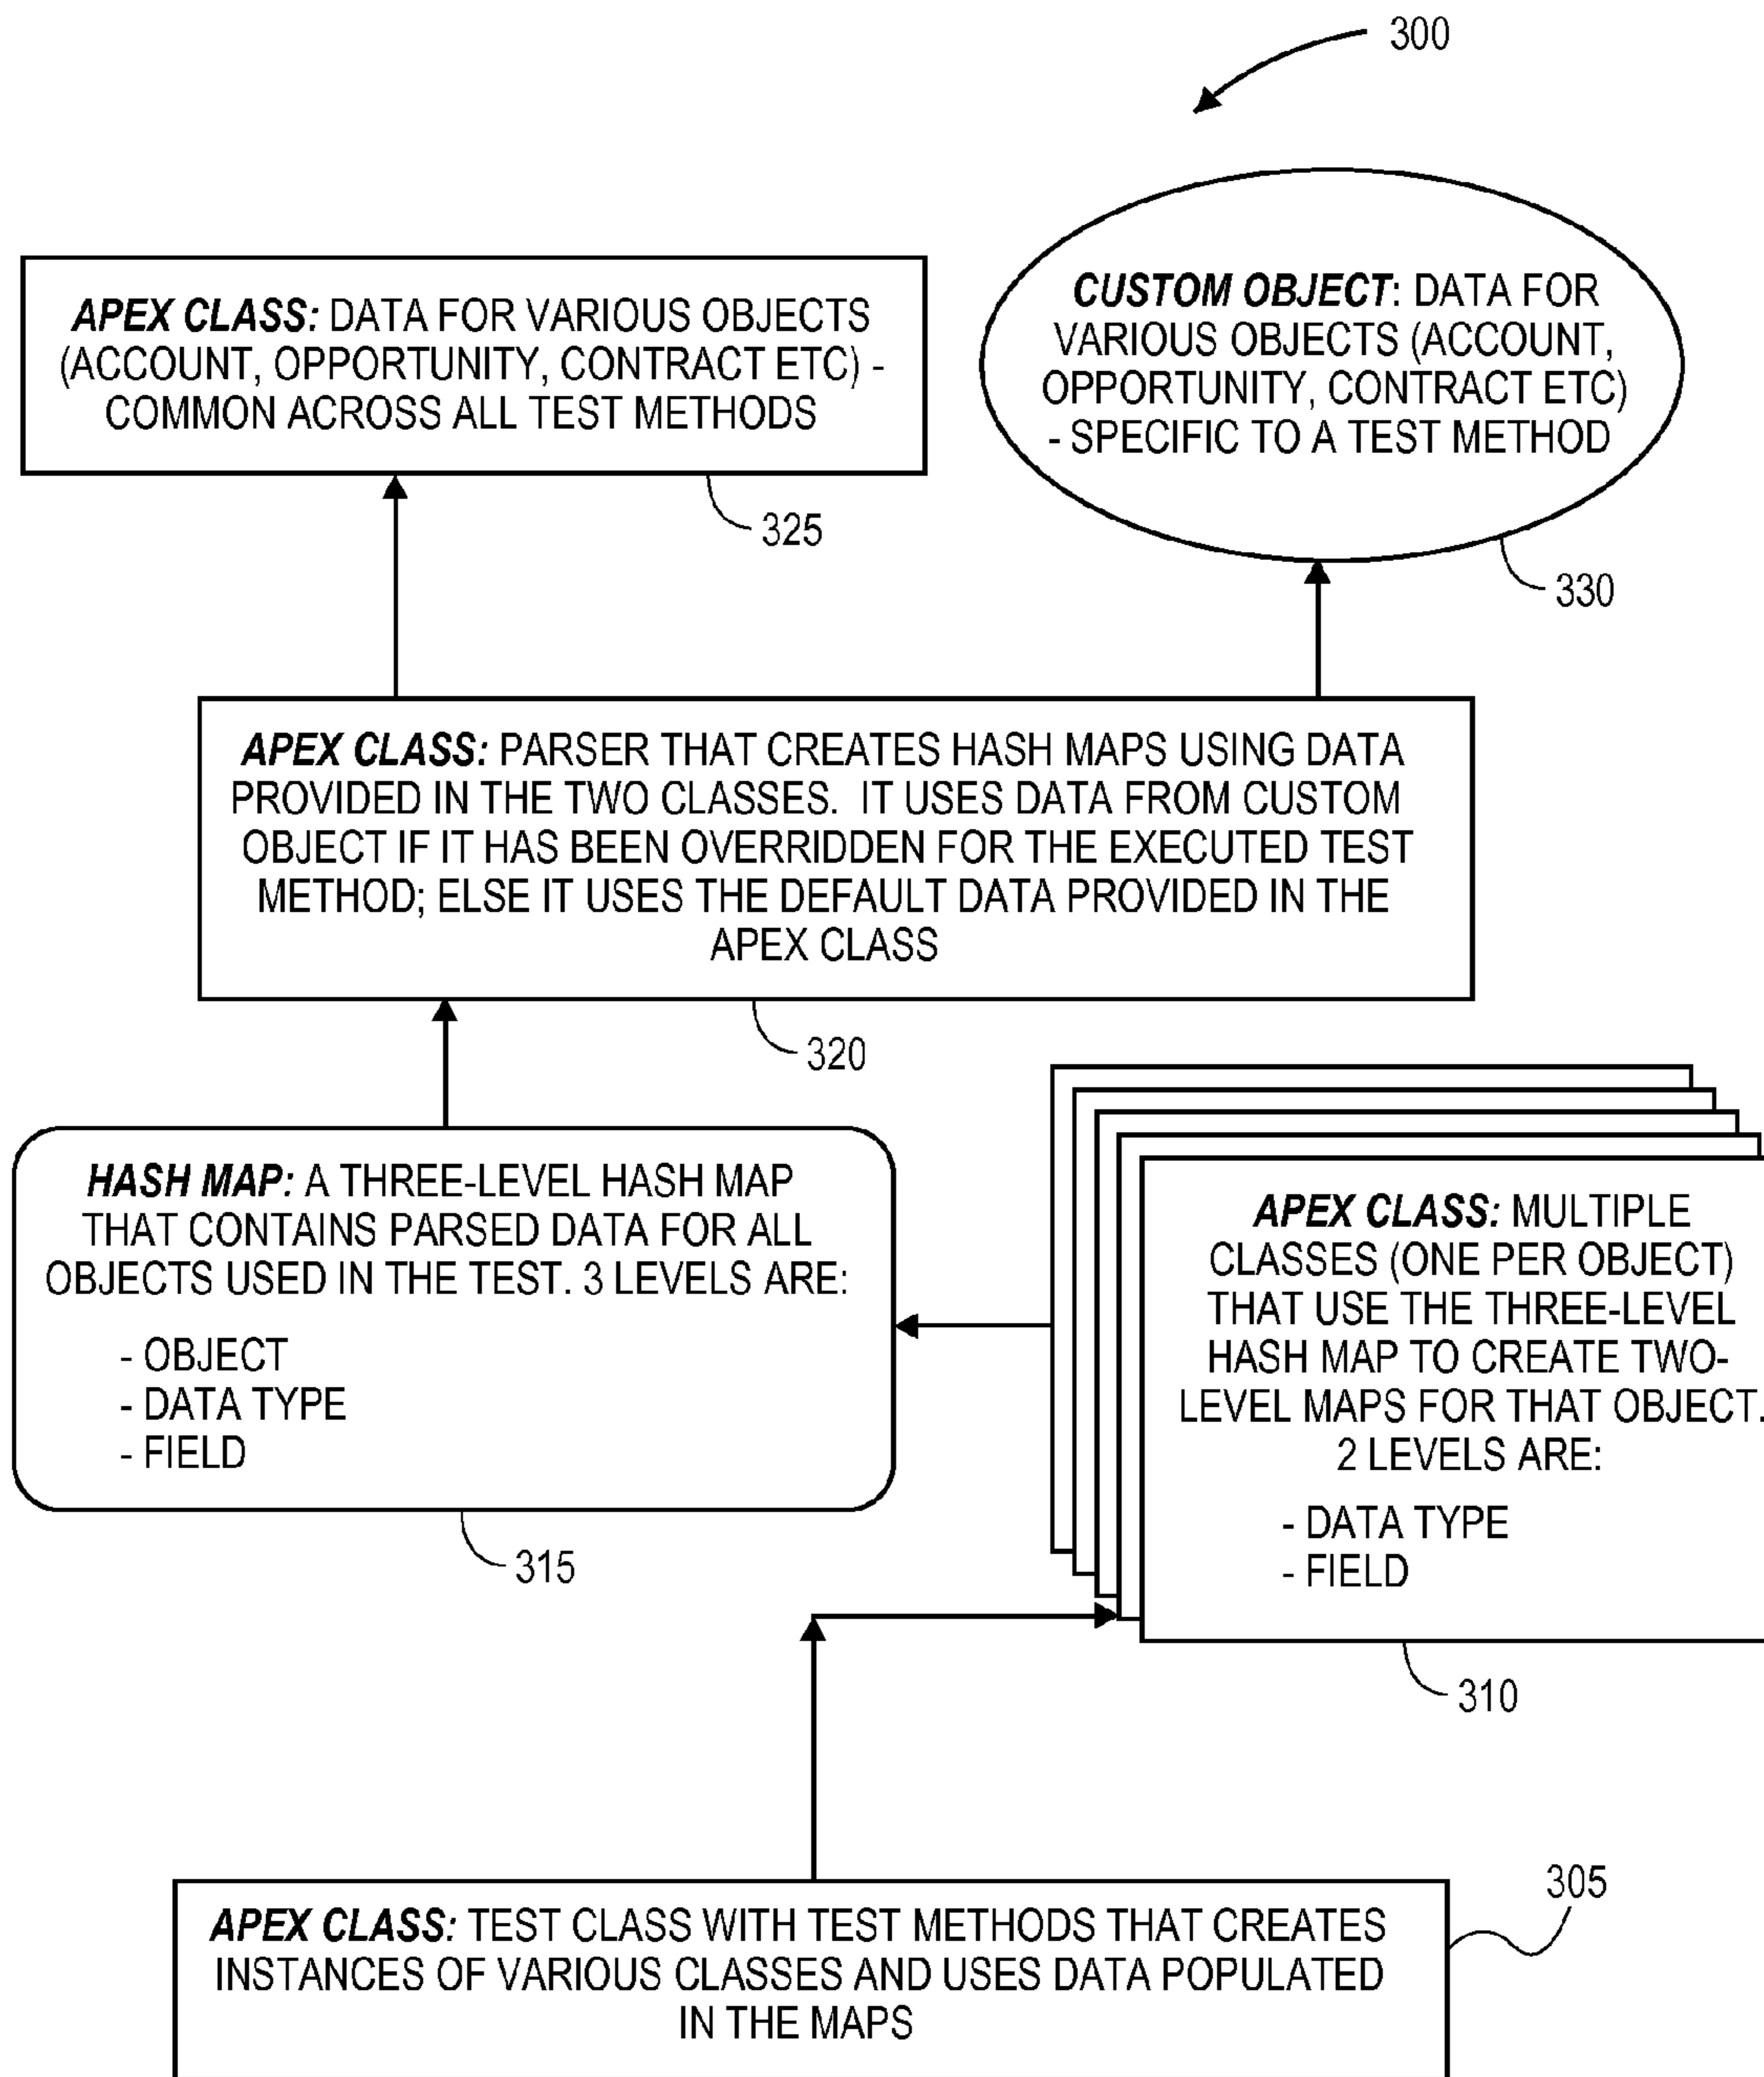 300
APEX CLASS: DATA FOR VARIOUS OBJECTS
(ACCOUNT, OPPORTUNITY, CONTRACT ETC) -
COMMON ACROSS ALL TEST METHODS
325
CUSTOM OBJECT: DATA FOR
VARIOUS OBJECTS (ACCOUNT,
OPPORTUNITY, CONTRACT ETC)
- SPECIFIC TO A TEST METHOD
330
APEX CLASS: PARSER THAT CREATES HASH MAPS USING DATA
PROVIDED IN THE TWO CLASSES. IT USES DATA FROM CUSTOM
OBJECT IF IT HAS BEEN OVERRIDDEN FOR THE EXECUTED TEST
METHOD; ELSE IT USES THE DEFAULT DATA PROVIDED IN THE
APEX CLASS
320
HASH MAP: A THREE-LEVEL HASH MAP
THAT CONTAINS PARSED DATA FOR ALL
OBJECTS USED IN THE TEST. 3 LEVELS ARE:
- OBJECT
- DATA TYPE
- FIELD
315
APEX CLASS: MULTIPLE
CLASSES (ONE PER OBJECT)
THAT USE THE THREE-LEVEL
HASH MAP TO CREATE TWO-
LEVEL MAPS FOR THAT OBJECT.
2 LEVELS ARE:
- DATA TYPE
- FIELD
310
305
APEX CLASS: TEST CLASS WITH TEST METHODS THAT CREATES
INSTANCES OF VARIOUS CLASSES AND USES DATA POPULATED
IN THE MAPS